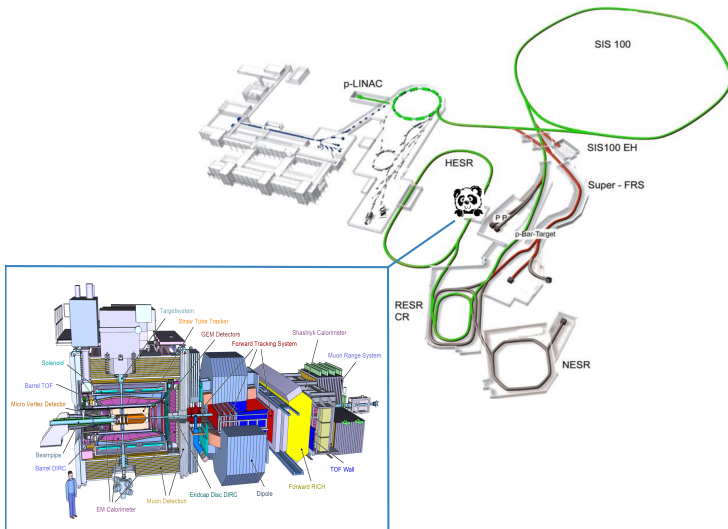 SIS 100
p-LINAC
SIS100 EH
HESR
Super - FRS
P P
p-Bar-Target
RESR
CR
NESR
Targetsystem
Straw Tube Tracker
GEM Detectors
Forward Tracking System
Shashlyk Calorimeter
Muon Range System
Solenoid
Barrel TOF
Micro Vertex Detector
Beampipe
Barrel DIRC
EM Calorimeter
Muon Detection
Endcap Disc DIRC
Dipole
Forward RICH
TOF Wall